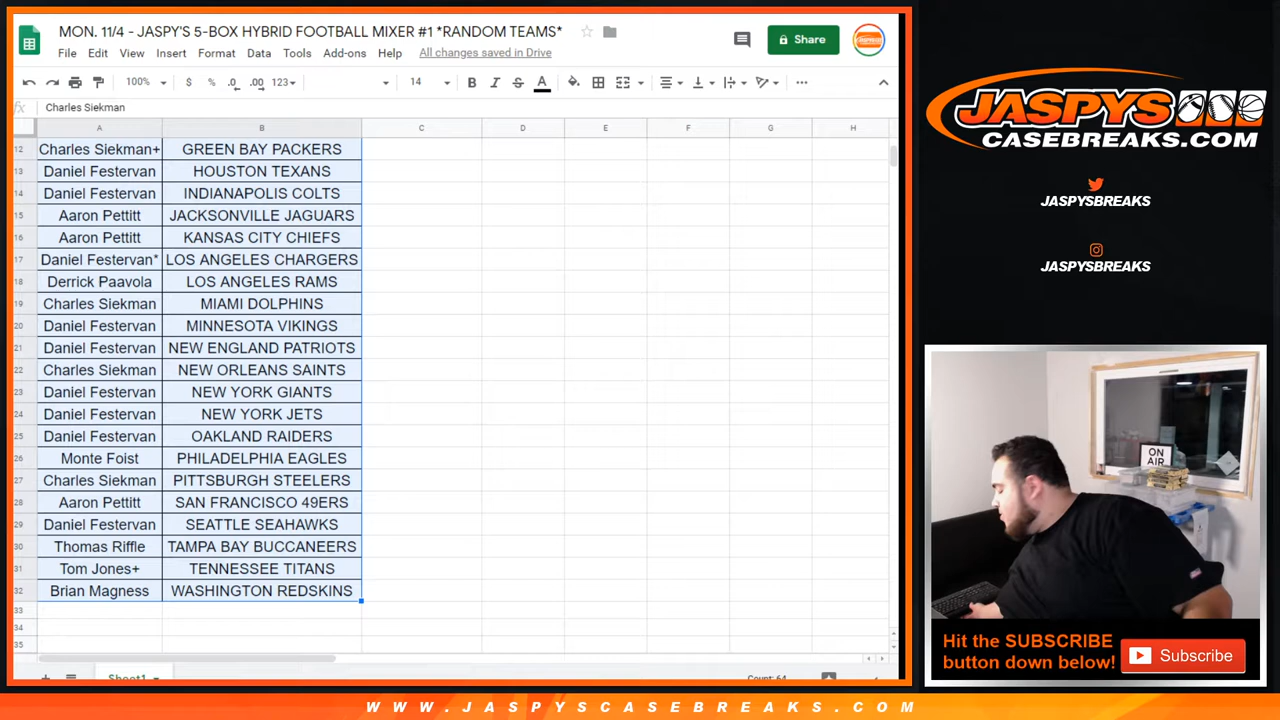 MON. 11/4 - JASPY'S 5-BOX HYBRID FOOTBALL MIXER #1 *RANDOM TEAMS*
File Edit View Insert Format Data Tools Add-ons Help All changes saved in Drive
Share
100% $ % .0 .00 123 14 B I S A
fx Charles Siekman
A B C D E F G H
12 Charles Siekman+ GREEN BAY PACKERS
13 Daniel Festervan HOUSTON TEXANS
14 Daniel Festervan INDIANAPOLIS COLTS
15 Aaron Pettitt JACKSONVILLE JAGUARS
16 Aaron Pettitt KANSAS CITY CHIEFS
17 Daniel Festervan* LOS ANGELES CHARGERS
18 Derrick Paavola LOS ANGELES RAMS
19 Charles Siekman MIAMI DOLPHINS
20 Daniel Festervan MINNESOTA VIKINGS
21 Daniel Festervan NEW ENGLAND PATRIOTS
22 Charles Siekman NEW ORLEANS SAINTS
23 Daniel Festervan NEW YORK GIANTS
24 Daniel Festervan NEW YORK JETS
25 Daniel Festervan OAKLAND RAIDERS
26 Monte Foist PHILADELPHIA EAGLES
27 Charles Siekman PITTSBURGH STEELERS
28 Aaron Pettitt SAN FRANCISCO 49ERS
29 Daniel Festervan SEATTLE SEAHAWKS
30 Thomas Riffle TAMPA BAY BUCCANEERS
31 Tom Jones+ TENNESSEE TITANS
32 Brian Magness WASHINGTON REDSKINS
33
34
35
Sheet1
Count: 64
JASPYS
CASEBREAKS.COM
JASPYSBREAKS
JASPYSBREAKS
ON
AIR
Hit the SUBSCRIBE
button down below!
Subscribe
WWW.JASPYSCASEBREAKS.COM